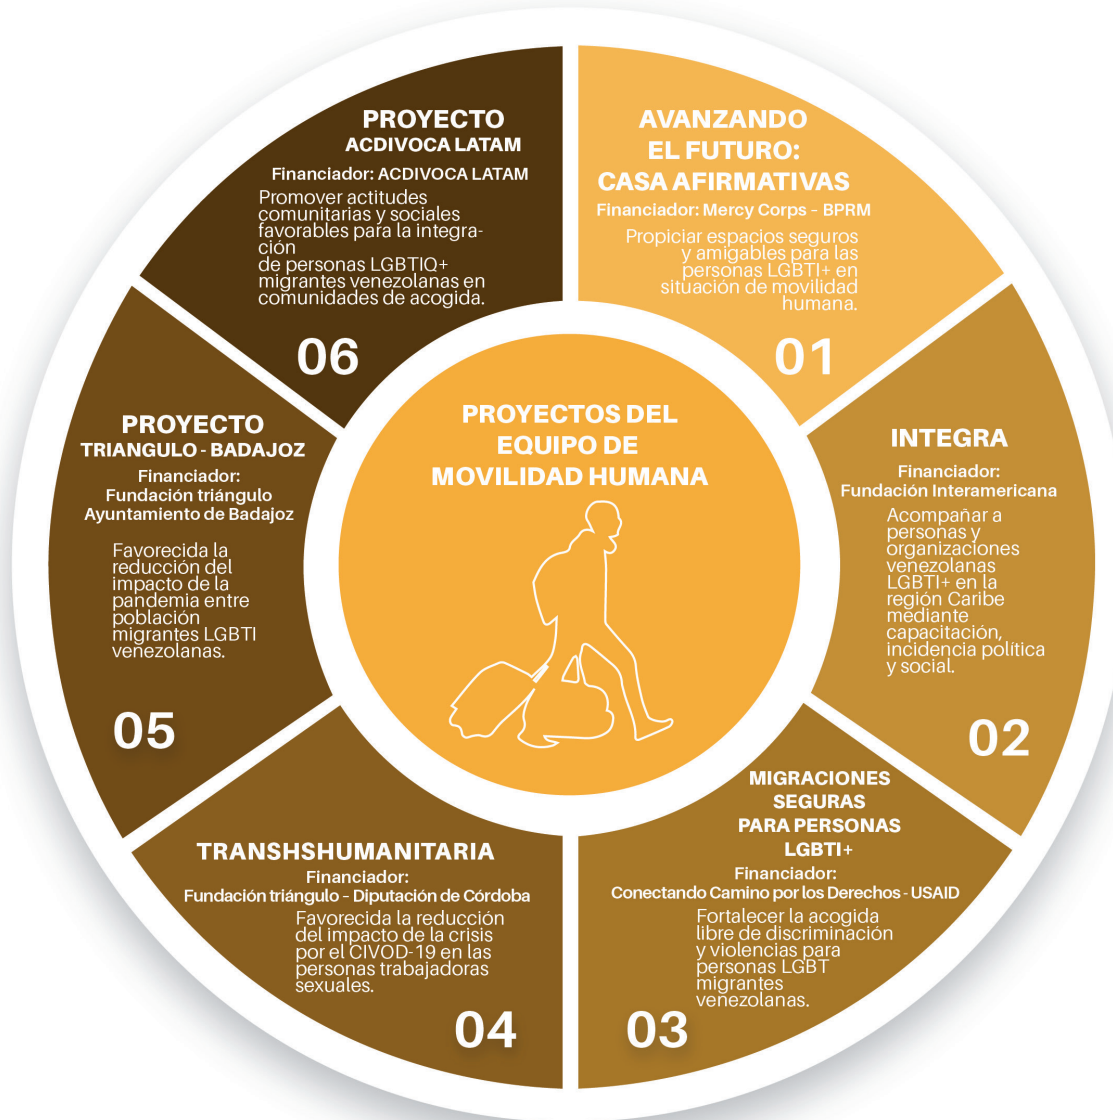 PROYECTOS DEL
EQUIPO DE
MOVILIDAD HUMANA
AVANZANDO
EL FUTURO:
CASA AFIRMATIVAS
Financiador: Mercy Corps – BPRM
Propiciar espacios seguros
y amigables para las
personas LGBTI+ en
situación de movilidad
humana.
01
INTEGRA
Financiador:
Fundación Interamericana
Acompañar a
personas y
organizaciones
venezolanas
LGBTI+ en la
región Caribe
mediante
capacitación,
incidencia política
y social.
02
MIGRACIONES
SEGURAS
PARA PERSONAS
LGBTI+
Financiador:
Conectando Camino por los Derechos - USAID
Fortalecer la acogida
libre de discriminación
y violencias para
personas LGBT
migrantes
venezolanas.
03
TRANSHSHUMANITARIA
Financiador:
Fundación triángulo – Diputación de Córdoba
Favorecida la reducción
del impacto de la crisis
por el CIVOD-19 en las
personas trabajadoras
sexuales.
04
PROYECTO
TRIANGULO - BADAJOZ
Financiador:
Fundación triángulo
Ayuntamiento de Badajoz
Favorecida la
reducción del
impacto de la
pandemia entre
población
migrantes LGBTI
venezolanas.
05
PROYECTO
ACDIVOCA LATAM
Financiador: ACDIVOCA LATAM
Promover actitudes
comunitarias y sociales
favorables para la integra-
ción
de personas LGBTIQ+
migrantes venezolanas en
comunidades de acogida.
06